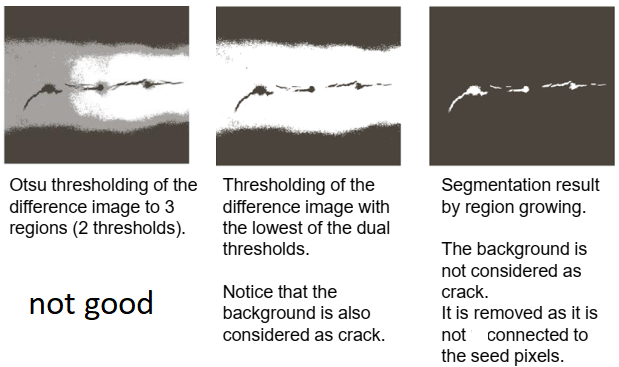 Otsu thresholding of the
difference image to 3
regions (2 thresholds).
not good
Thresholding of the
difference image with
the lowest of the dual
thresholds.
Notice that the
background is also
considered as crack.
Segmentation result
by region growing.
The background is
not considered as
crack.
It is removed as it is
not connected to
the seed pixels.